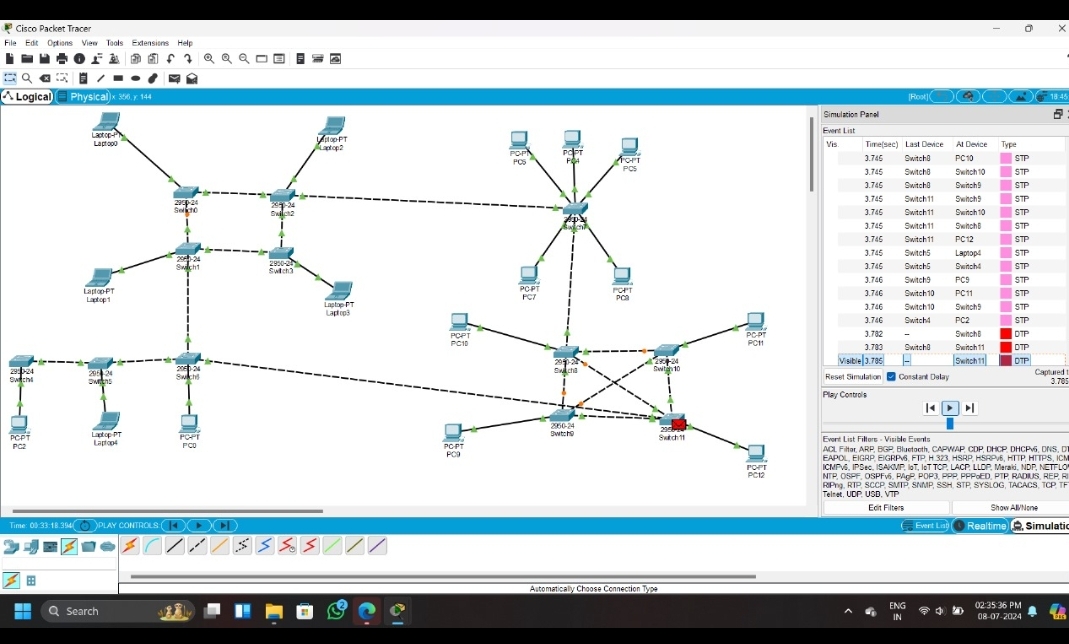 Cisco Packet Tracer
File Edit Options View Tools Extensions Help
Logical Physical x 356, y 144 [Root] 18:45
Simulation Panel
Event List
Vis. Time(sec) Last Device At Device Type
3.745 Switch8 PC10 STP
3.745 Switch8 Switch10 STP
3.745 Switch8 Switch9 STP
3.745 Switch11 Switch9 STP
3.745 Switch11 Switch10 STP
3.745 Switch11 Switch8 STP
3.745 Switch11 PC12 STP
3.745 Switch5 Laptop4 STP
3.745 Switch5 Switch4 STP
3.746 Switch9 PC9 STP
3.746 Switch10 PC11 STP
3.746 Switch10 Switch9 STP
3.746 Switch4 PC2 STP
3.782 -- Switch8 DTP
3.783 Switch8 Switch11 DTP
Visible 3.785 -- Switch11 DTP
Reset Simulation Constant Delay Captured t
3.785
Play Controls
Event List Filters - Visible Events
ACL Filter, ARP, BGP, Bluetooth, CAPWAP, CDP, DHCP, DHCPv6, DNS, DT
EAPOL, EIGRP, EIGRPv6, FTP, H.323, HSRP, HSRPv6, HTTP, HTTPS, ICM
ICMPv6, IPSec, ISAKMP, IoT, IoT TCP, LACP, LLDP, Meraki, NDP, NETFLO
NTP, OSPF, OSPFv6, PAgP, POP3, PPP, PPPoED, PTP, RADIUS, REP, RI
RIPng, RTP, SCCP, SMTP, SNMP, SSH, STP, SYSLOG, TACACS, TCP, TF
Telnet, UDP, USB, VTP
Edit Filters Show All/None
Laptop-PT
Laptop0
Laptop-PT
Laptop2
PC-PT
PC-PT
PC-PT
PC5
2950-24
Switch0
2950-24
Switch2
2950-24
2950-24
Switch1
2950-24
Switch3
Laptop-PT
Laptop1
Laptop-PT
Laptop3
PC-PT
PC7
PC-PT
PC8
PC-PT
PC10
PC-PT
PC11
2950-24
Switch4
2950-24
Switch5
2950-24
Switch6
2950-24
Switch8
2950-24
Switch10
PC-PT
PC2
Laptop-PT
Laptop4
PC-PT
PC0
PC-PT
PC9
2950-24
Switch9
Switch11
PC-PT
PC12
Time: 00:33:18.394 PLAY CONTROLS: Event List Realtime Simulatio
Automatically Choose Connection Type
Search 2 ENG
IN
02:35:36 PM
08-07-2024